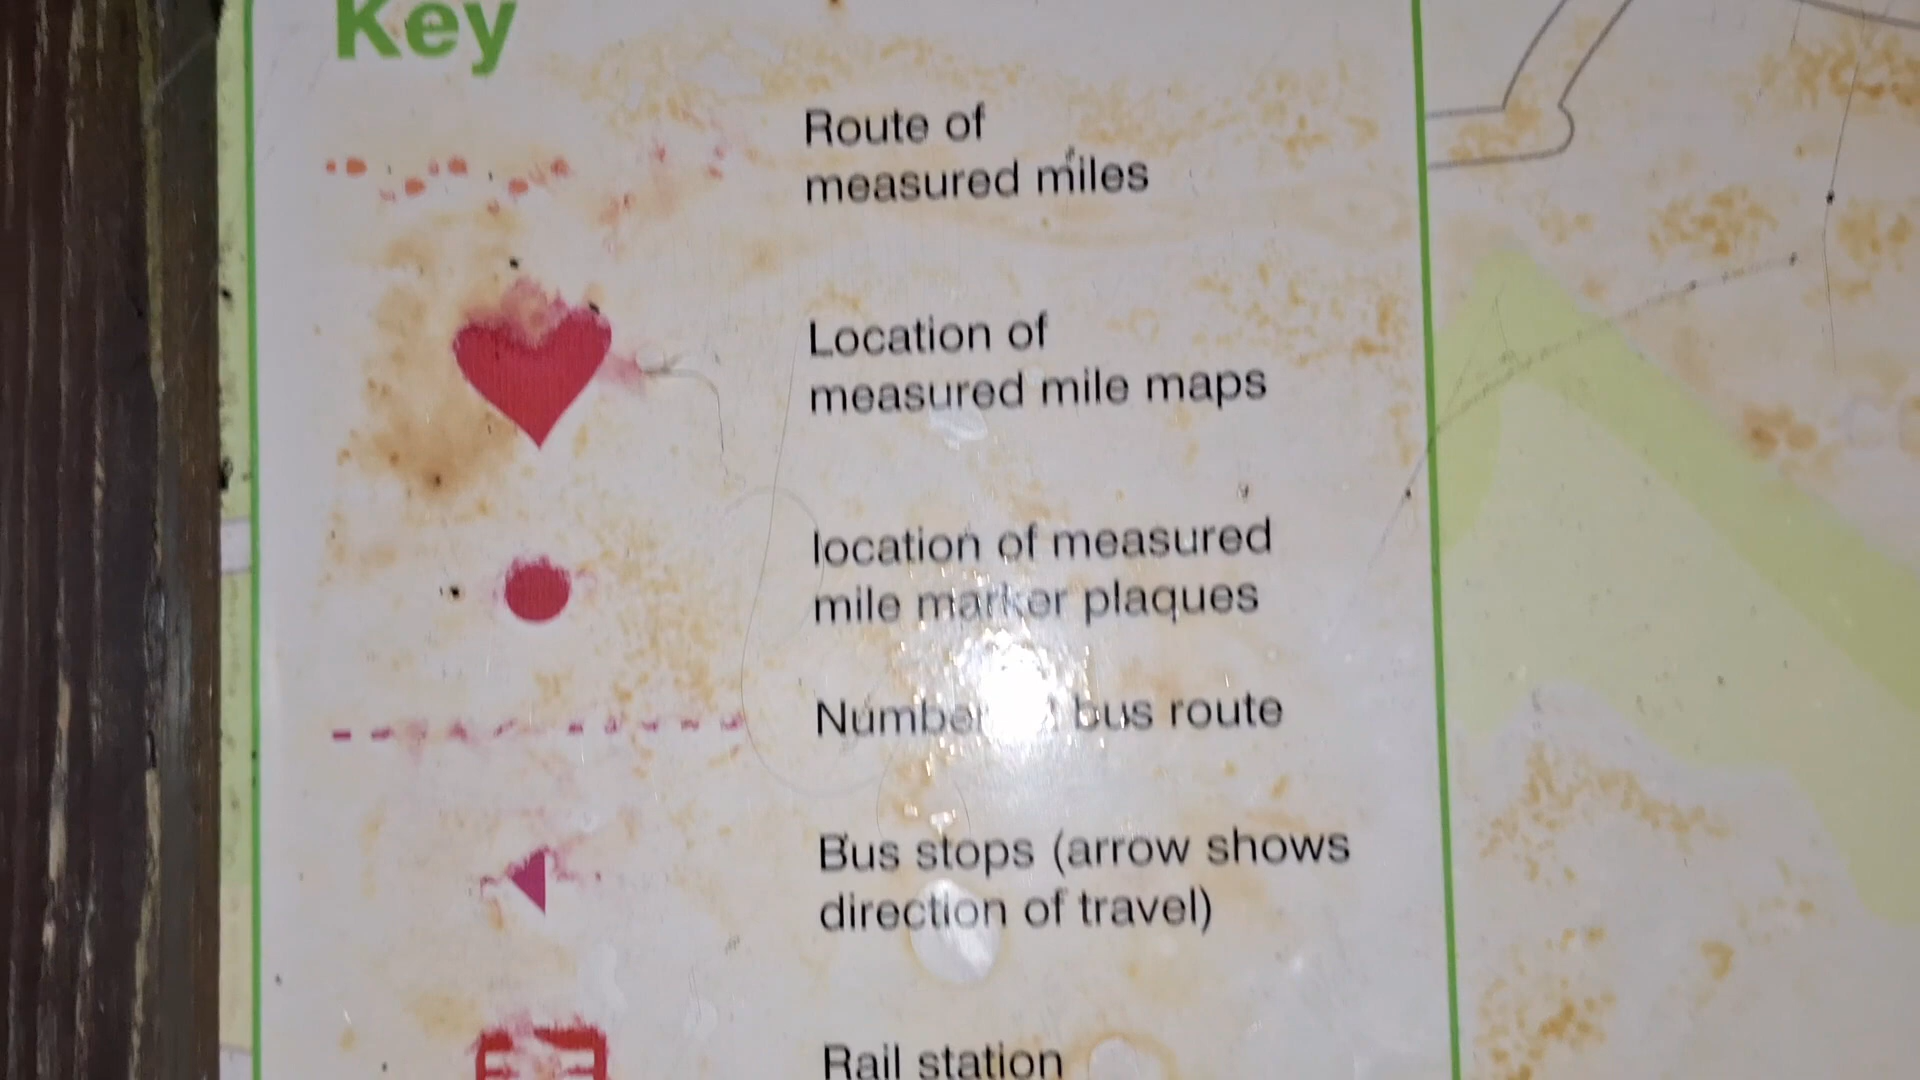 Key
Route of
measured miles
Location of
measured mile maps
location of measured
mile marker plaques
Number bus route
Bus stops (arrow shows
direction of travel)
Rail station